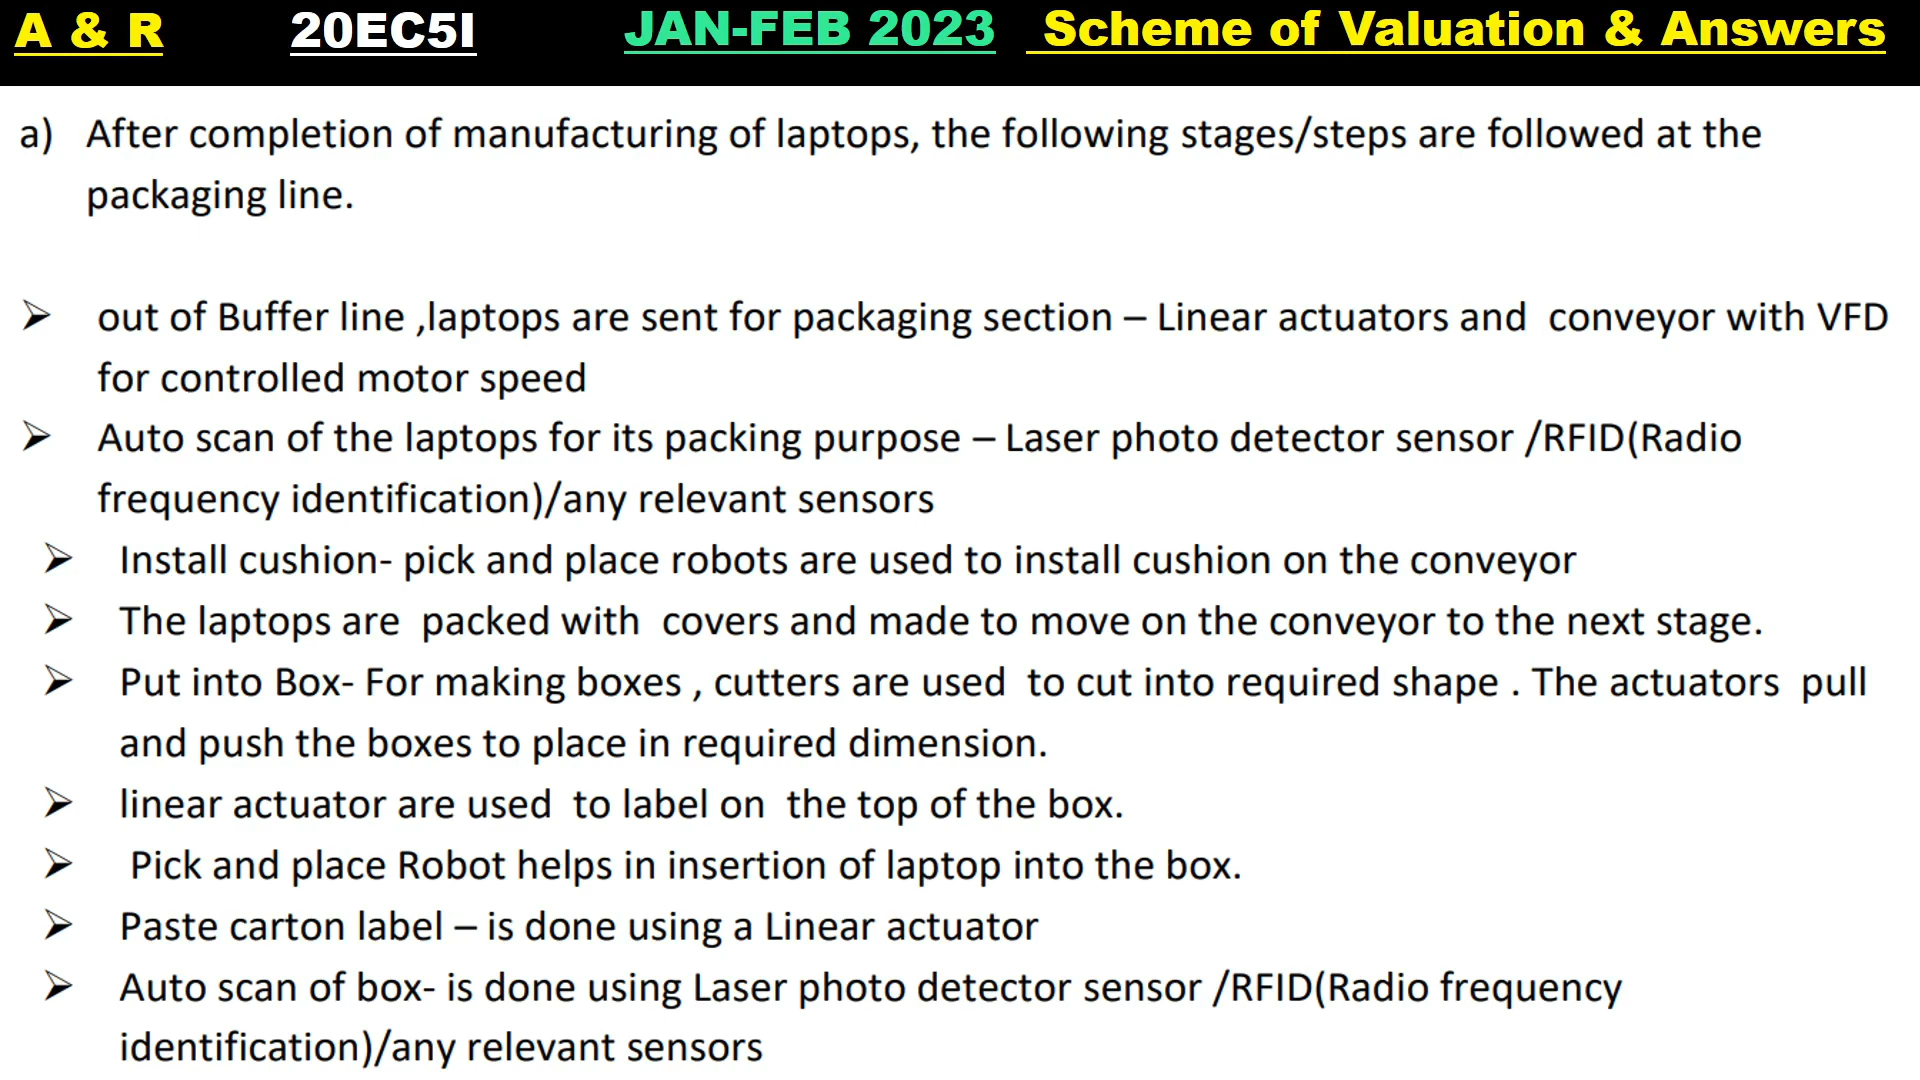 A & R 20EC5I JAN-FEB 2023 Scheme of Valuation & Answers
a) After completion of manufacturing of laptops, the following stages/steps are followed at the
packaging line.
➢ out of Buffer line ,laptops are sent for packaging section – Linear actuators and conveyor with VFD
for controlled motor speed
➢ Auto scan of the laptops for its packing purpose – Laser photo detector sensor /RFID(Radio
frequency identification)/any relevant sensors
➢ Install cushion- pick and place robots are used to install cushion on the conveyor
➢ The laptops are packed with covers and made to move on the conveyor to the next stage.
➢ Put into Box- For making boxes , cutters are used to cut into required shape . The actuators pull
and push the boxes to place in required dimension.
➢ linear actuator are used to label on the top of the box.
➢ Pick and place Robot helps in insertion of laptop into the box.
➢ Paste carton label – is done using a Linear actuator
➢ Auto scan of box- is done using Laser photo detector sensor /RFID(Radio frequency
identification)/any relevant sensors